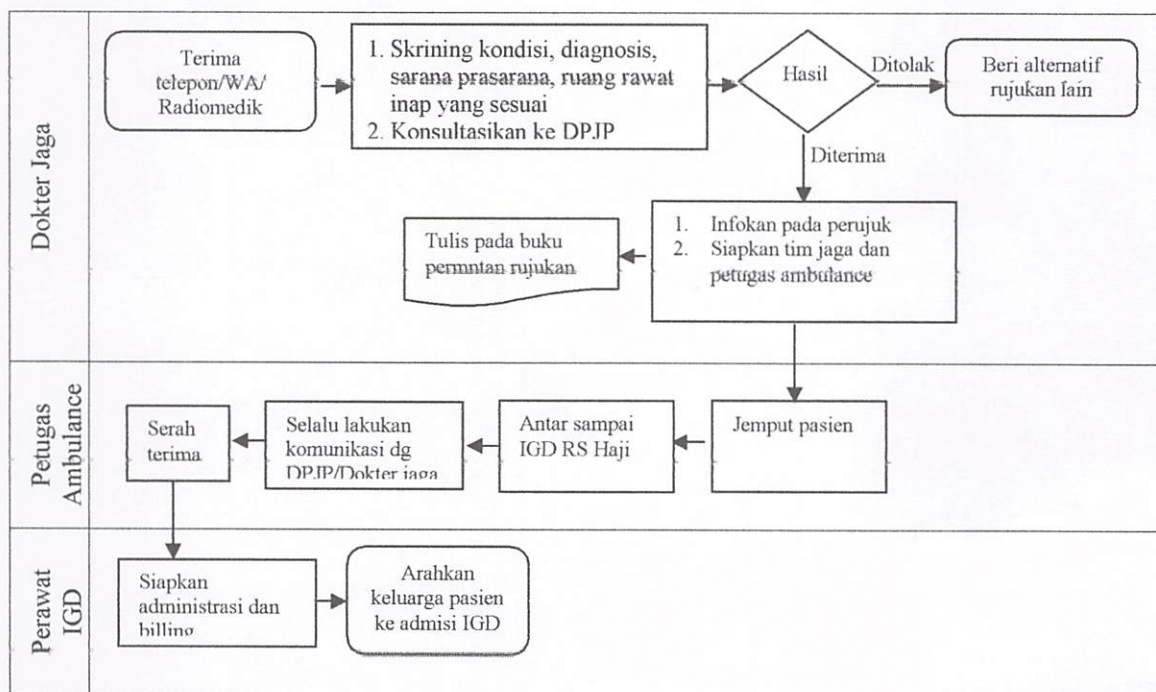 Dokter Jaga
Terima
telepon/WA/
Radiomedik
1. Skrining kondisi, diagnosis,
sarana prasarana, ruang rawat
inap yang sesuai
2. Konsultasikan ke DPJP
Hasil
Ditolak
Beri alternatif
rujukan lain
Diterima
1. Infokan pada perujuk
2. Siapkan tim jaga dan
petugas ambulance
Tulis pada buku
permntan rujukan
Petugas
Ambulance
Jemput pasien
Antar sampai
IGD RS Haji
Selalu lakukan
komunikasi dg
DPJP/Dokter jaga
Serah
terima
Perawat
IGD
Siapkan
administrasi dan
billing
Arahkan
keluarga pasien
ke admisi IGD